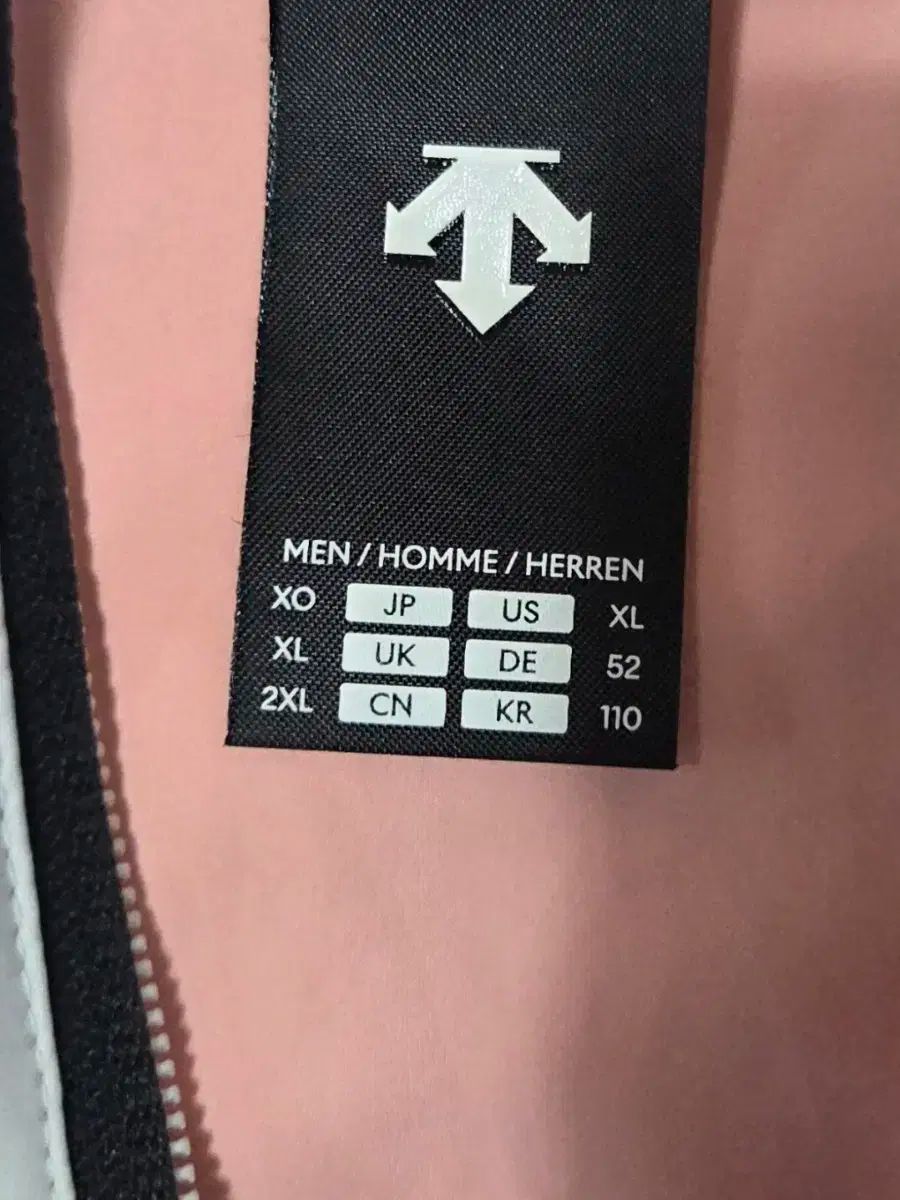 MEN / HOMME / HERREN
XO JP US XL
XL UK DE 52
2XL CN KR 110